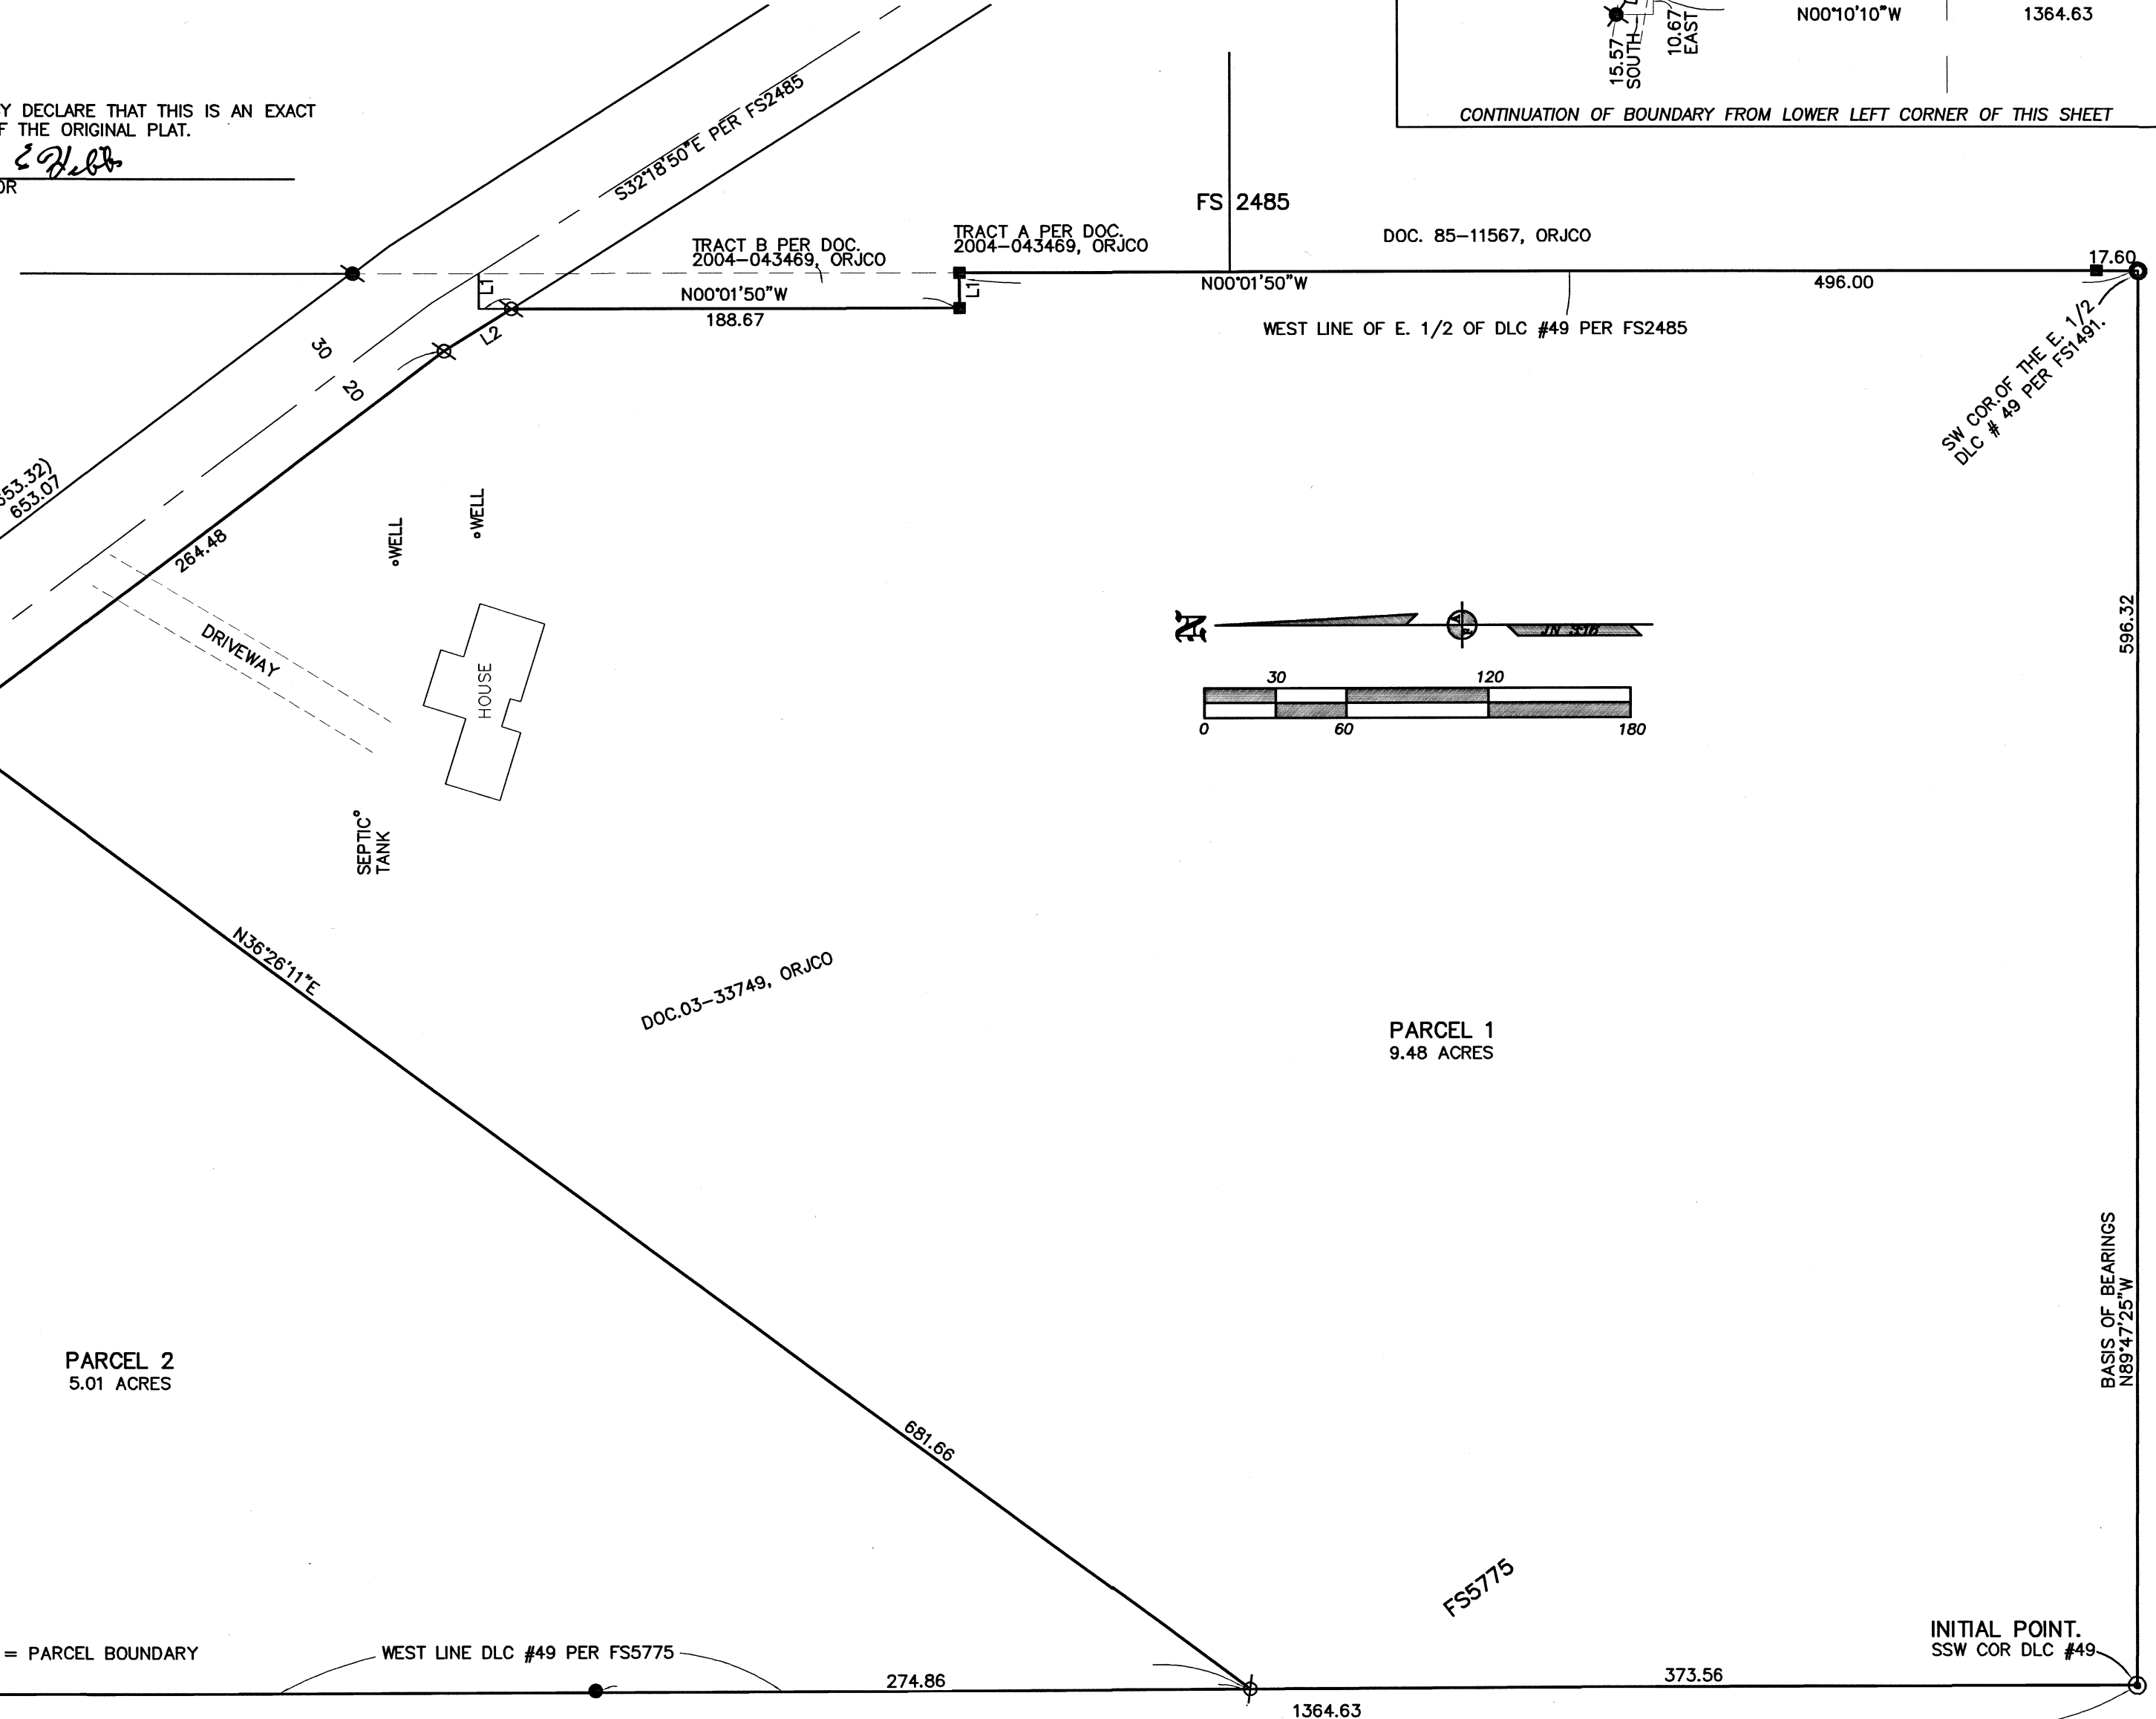 N00°10'10"W
1364.63
15.57
SOUTH
10.67
EAST
CONTINUATION OF BOUNDARY FROM LOWER LEFT CORNER OF THIS SHEET
Y DECLARE THAT THIS IS AN EXACT
F THE ORIGINAL PLAT.
E Hibbs
OR
S32°18'50"E PER FS2485
FS 2485
TRACT B PER DOC.
2004-043469, ORJCO
TRACT A PER DOC.
2004-043469, ORJCO
DOC. 85-11567, ORJCO
17.60
L1
N00°01'50"W
188.67
L1
N00°01'50"W
496.00
L2
WEST LINE OF E. 1/2 OF DLC #49 PER FS2485
SW COR.OF THE E. 1/2
DLC # 49 PER FS1491.
30
20
653.32)
653.07
264.48
WELL
WELL
DRIVEWAY
HOUSE
SEPTIC
TANK
N
30
120
0
60
180
596.32
N36°26'11"E
DOC.03-33749, ORJCO
PARCEL 1
9.48 ACRES
BASIS OF BEARINGS
N89°47'25"W
PARCEL 2
5.01 ACRES
681.66
FS5775
INITIAL POINT.
SSW COR DLC #49
= PARCEL BOUNDARY
WEST LINE DLC #49 PER FS5775
274.86
373.56
1364.63